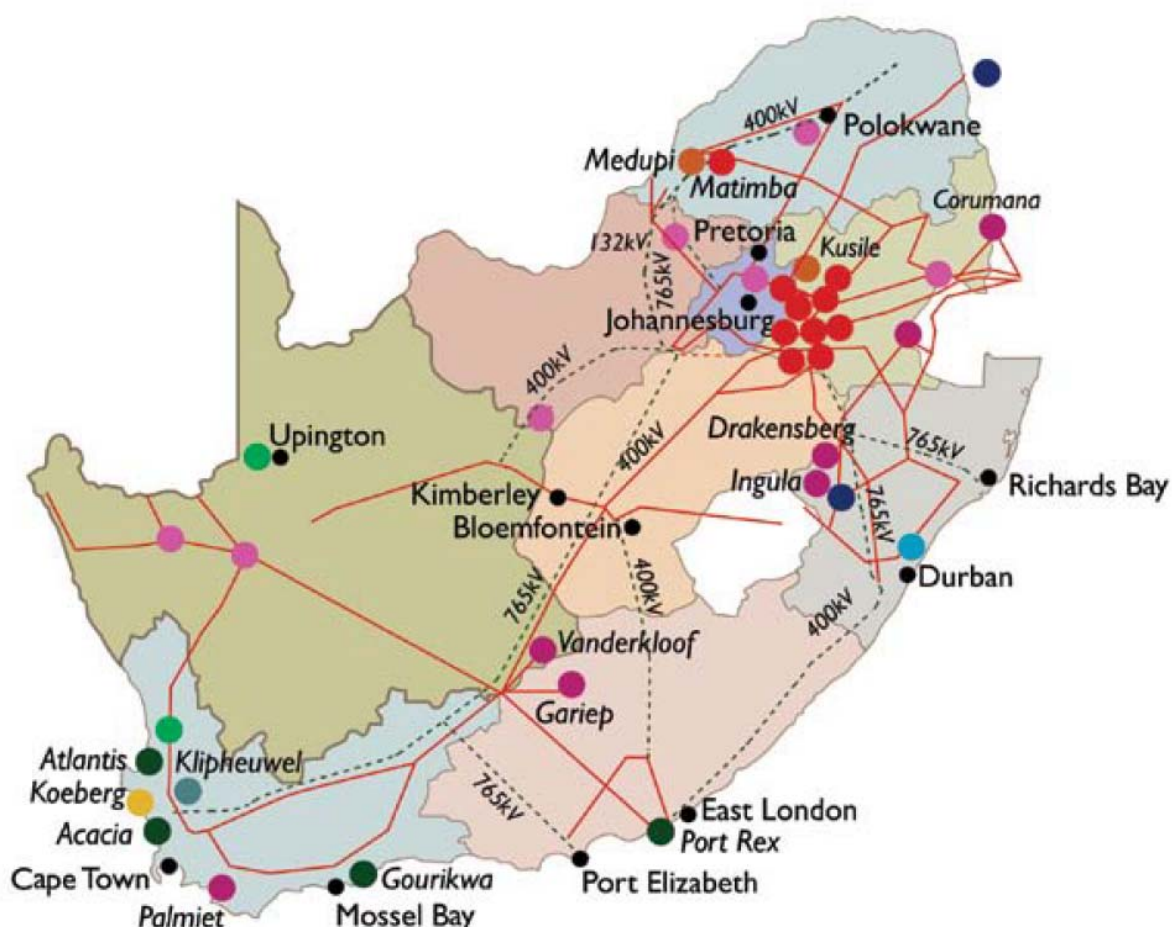 400kV
Polokwane
Medupi
Matimba
Corumana
132kV
Pretoria
Kusile
765kV
Johannesburg
400kV
400kV
Drakensberg
Upington
765kV
Ingula
Richards Bay
Kimberley
765kV
Bloemfontein
Durban
765kV
400kV
400kV
Vanderkloof
Gariep
Atlantis
Klipheuwel
Koeberg
765kV
East London
Acacia
Port Rex
Cape Town
Gourikwa
Port Elizabeth
Palmiet
Mossel Bay